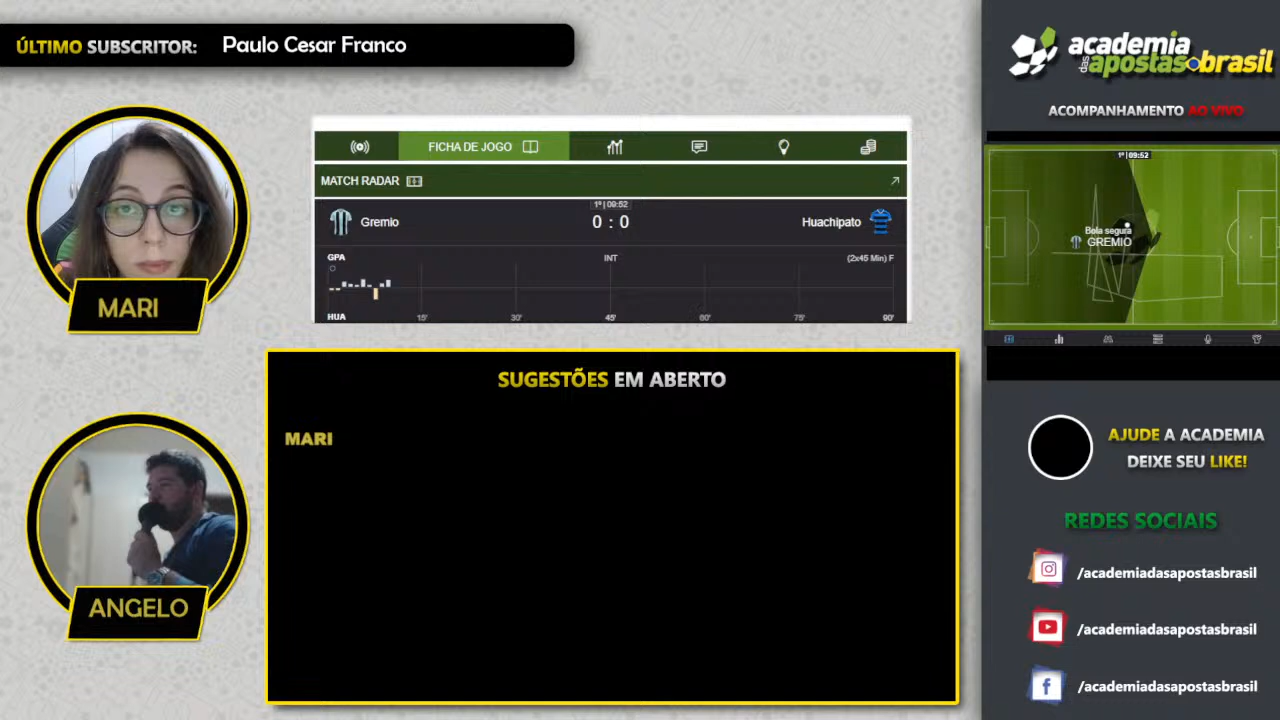 ÚLTIMO SUBSCRITOR: Paulo Cesar Franco
MARI
ANGELO
FICHA DE JOGO
MATCH RADAR
1º | 09:52
Gremio 0 : 0 Huachipato
GPA INT (2x45 Min) F
HUA 15' 30' 45' 60' 75' 90'
SUGESTÕES EM ABERTO
MARI
academia
das apostas brasil
ACOMPANHAMENTO AO VIVO
1º | 09:52
Bola segura
GREMIO
AJUDE A ACADEMIA
DEIXE SEU LIKE!
REDES SOCIAIS
/academiadasapostasbrasil
/academiadasapostasbrasil
/academiadasapostasbrasil